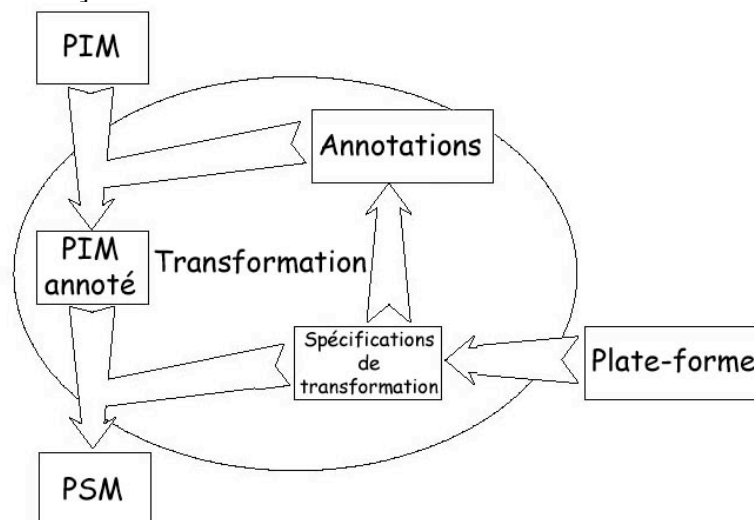 PIM
Annotations
PIM
annoté
Transformation
Spécifications
de
transformation
Plate-forme
PSM